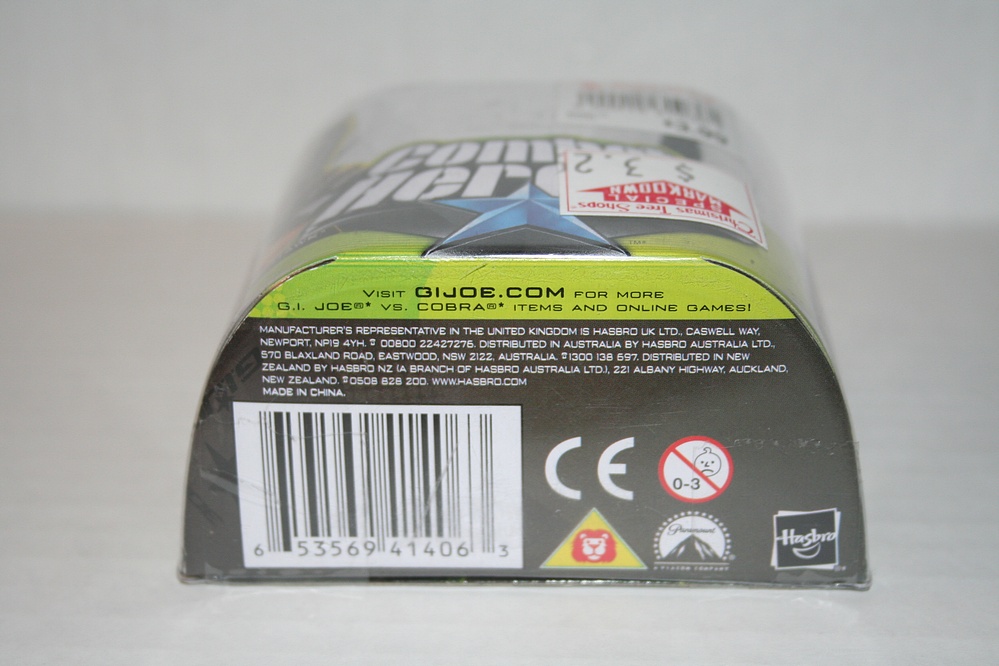 Heroes
$ 3.2
SPECIAL
MARKDOWN
Christmas Tree Shops
TM&
VISIT GIJOE.COM FOR MORE
G.I. JOE®* VS. COBRA®* ITEMS AND ONLINE GAMES!
MANUFACTURER'S REPRESENTATIVE IN THE UNITED KINGDOM IS HASBRO UK LTD., CASWELL WAY,
NEWPORT, NP19 4YH. ☎ 00800 22427276. DISTRIBUTED IN AUSTRALIA BY HASBRO AUSTRALIA LTD.,
570 BLAXLAND ROAD, EASTWOOD, NSW 2122, AUSTRALIA. ☎1300 138 697. DISTRIBUTED IN NEW
ZEALAND BY HASBRO NZ (A BRANCH OF HASBRO AUSTRALIA LTD.), 221 ALBANY HIGHWAY, AUCKLAND,
NEW ZEALAND. ☎0508 828 200. WWW.HASBRO.COM
MADE IN CHINA.
6 53569 41406 3
CE
0-3
Paramount
A VIACOM COMPANY
Hasbro